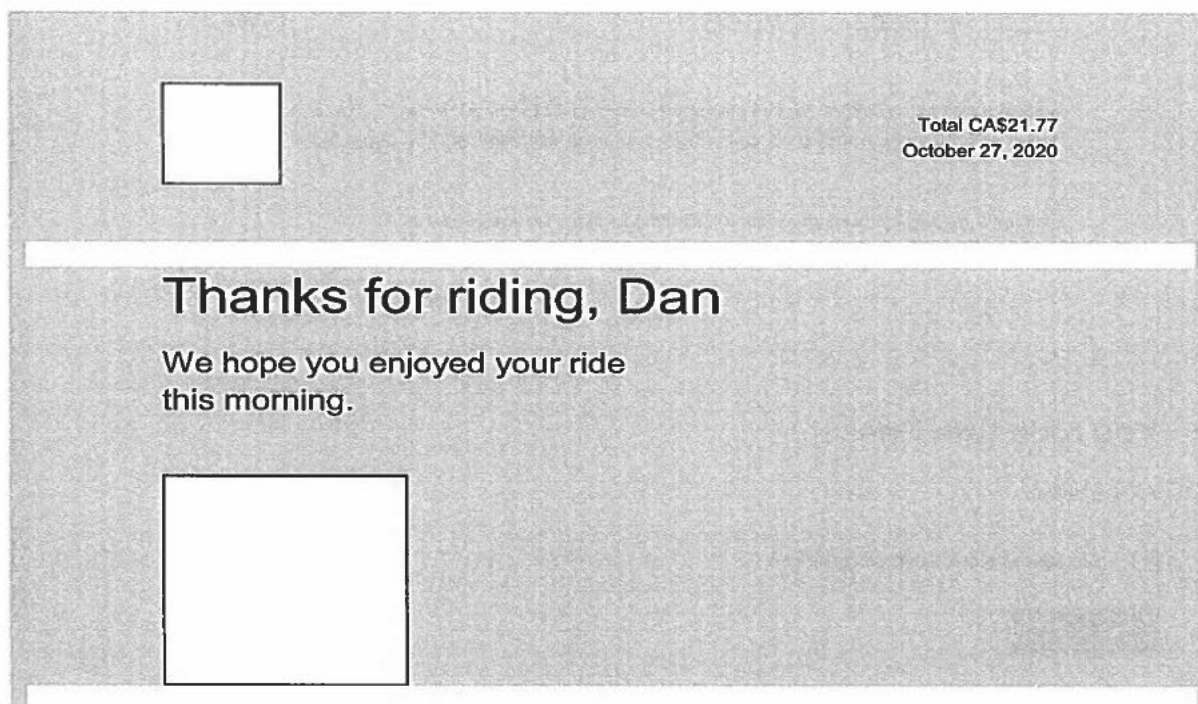 Total CA$21.77
October 27, 2020
Thanks for riding, Dan
We hope you enjoyed your ride
this morning.